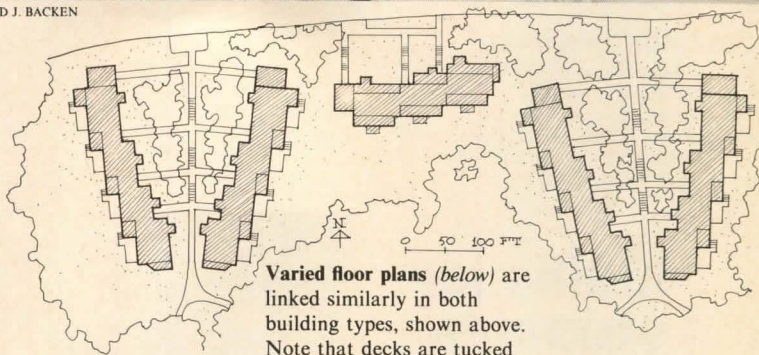 D J. BACKEN
N
0 50 100 FT
Varied floor plans (below) are
linked similarly in both
building types, shown above.
Note that decks are tucked